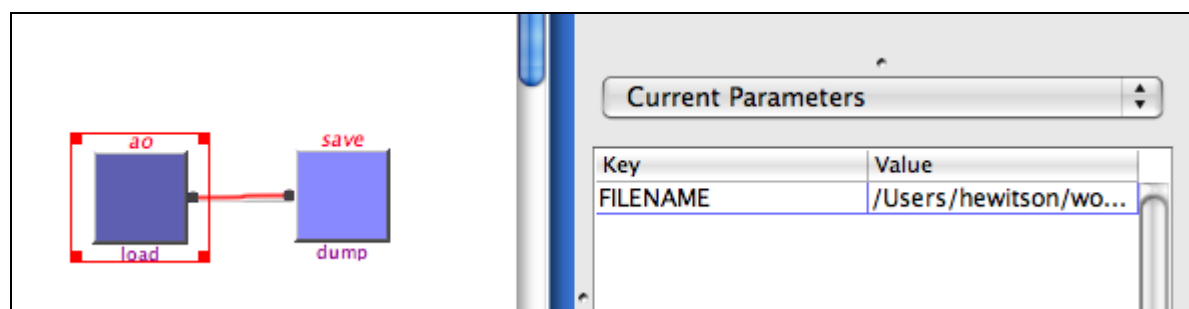 ao
save
load
dump
Current Parameters
Key Value
FILENAME /Users/hewitson/wo...